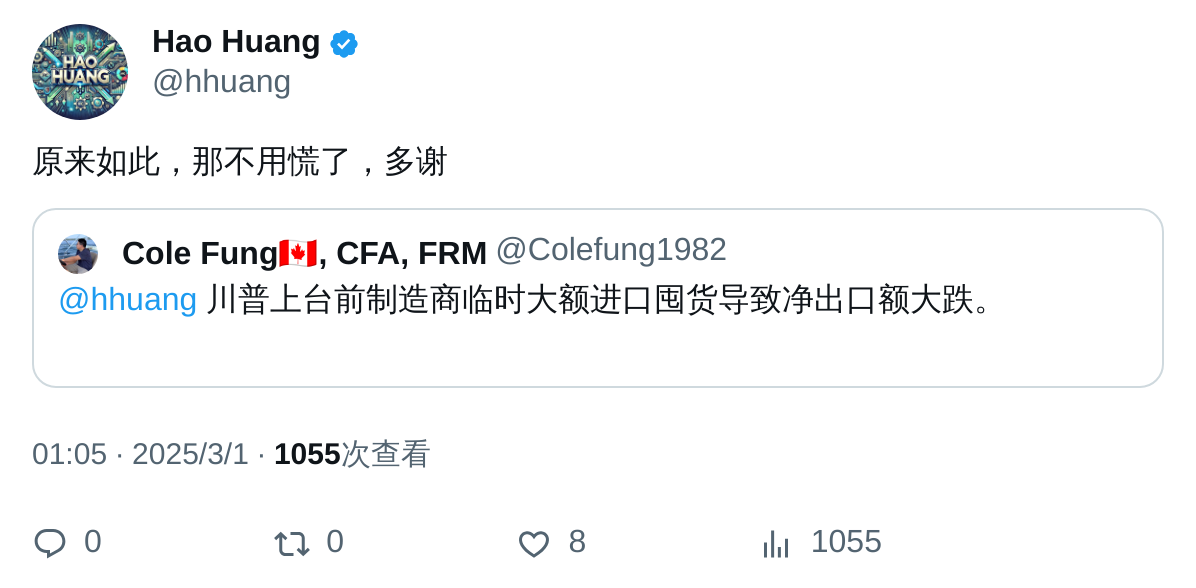 HAO
HUANG
Hao Huang
@hhuang
原来如此，那不用慌了，多谢
Cole Fung🇨🇦, CFA, FRM @Colefung1982
@hhuang 川普上台前制造商临时大额进口囤货导致净出口额大跌。
01:05 · 2025/3/1 · 1055次查看
0 0 8 1055